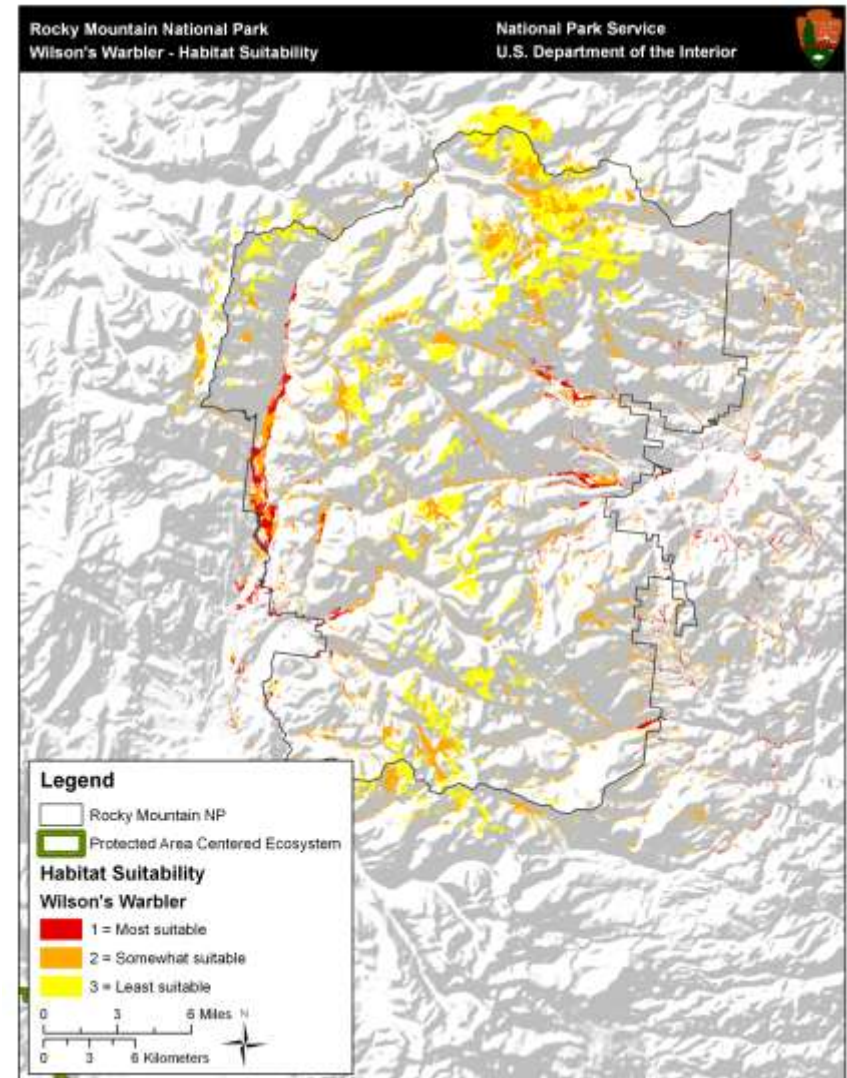 Rocky Mountain National Park
Wilson's Warbler - Habitat Suitability
National Park Service
U.S. Department of the Interior
Legend
Rocky Mountain NP
Protected Area Centered Ecosystem
Habitat Suitability
Wilson's Warbler
1 = Most suitable
2 = Somewhat suitable
3 = Least suitable
0 3 6 Miles N
0 3 6 Kilometers